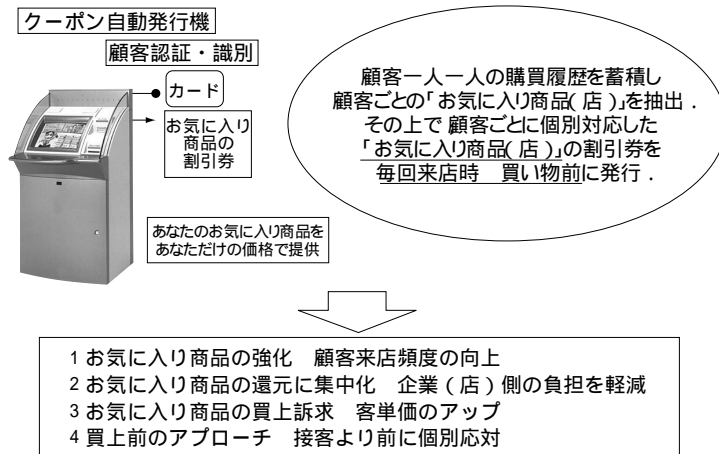 クーポン自動発行機
顧客認証・識別
カード
お気に入り
商品の
割引券
あなたのお気に入り商品を
あなただけの価格で提供
顧客一人一人の購買履歴を蓄積し
顧客ごとの「お気に入り商品(店)」を抽出．
その上で 顧客ごとに個別対応した
「お気に入り商品(店)」の割引券を
毎回来店時　買い物前に発行．
1 お気に入り商品の強化　顧客来店頻度の向上
2 お気に入り商品の還元に集中化　企業（店）側の負担を軽減
3 お気に入り商品の買上訴求　客単価のアップ
4 買上前のアプローチ　接客より前に個別応対